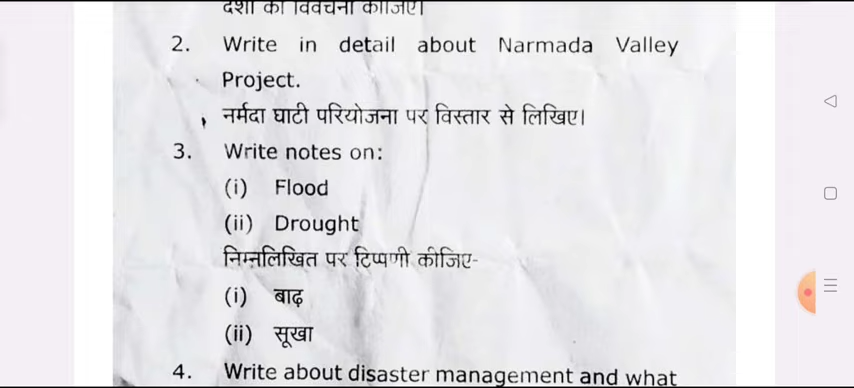 2. Write in detail about Narmada Valley
Project.
नर्मदा घाटी परियोजना पर विस्तार से लिखिए।
3. Write notes on:
(i) Flood
(ii) Drought
निम्नलिखित पर टिप्पणी कीजिए-
(i) बाढ़
(ii) सूखा
4. Write about disaster management and what